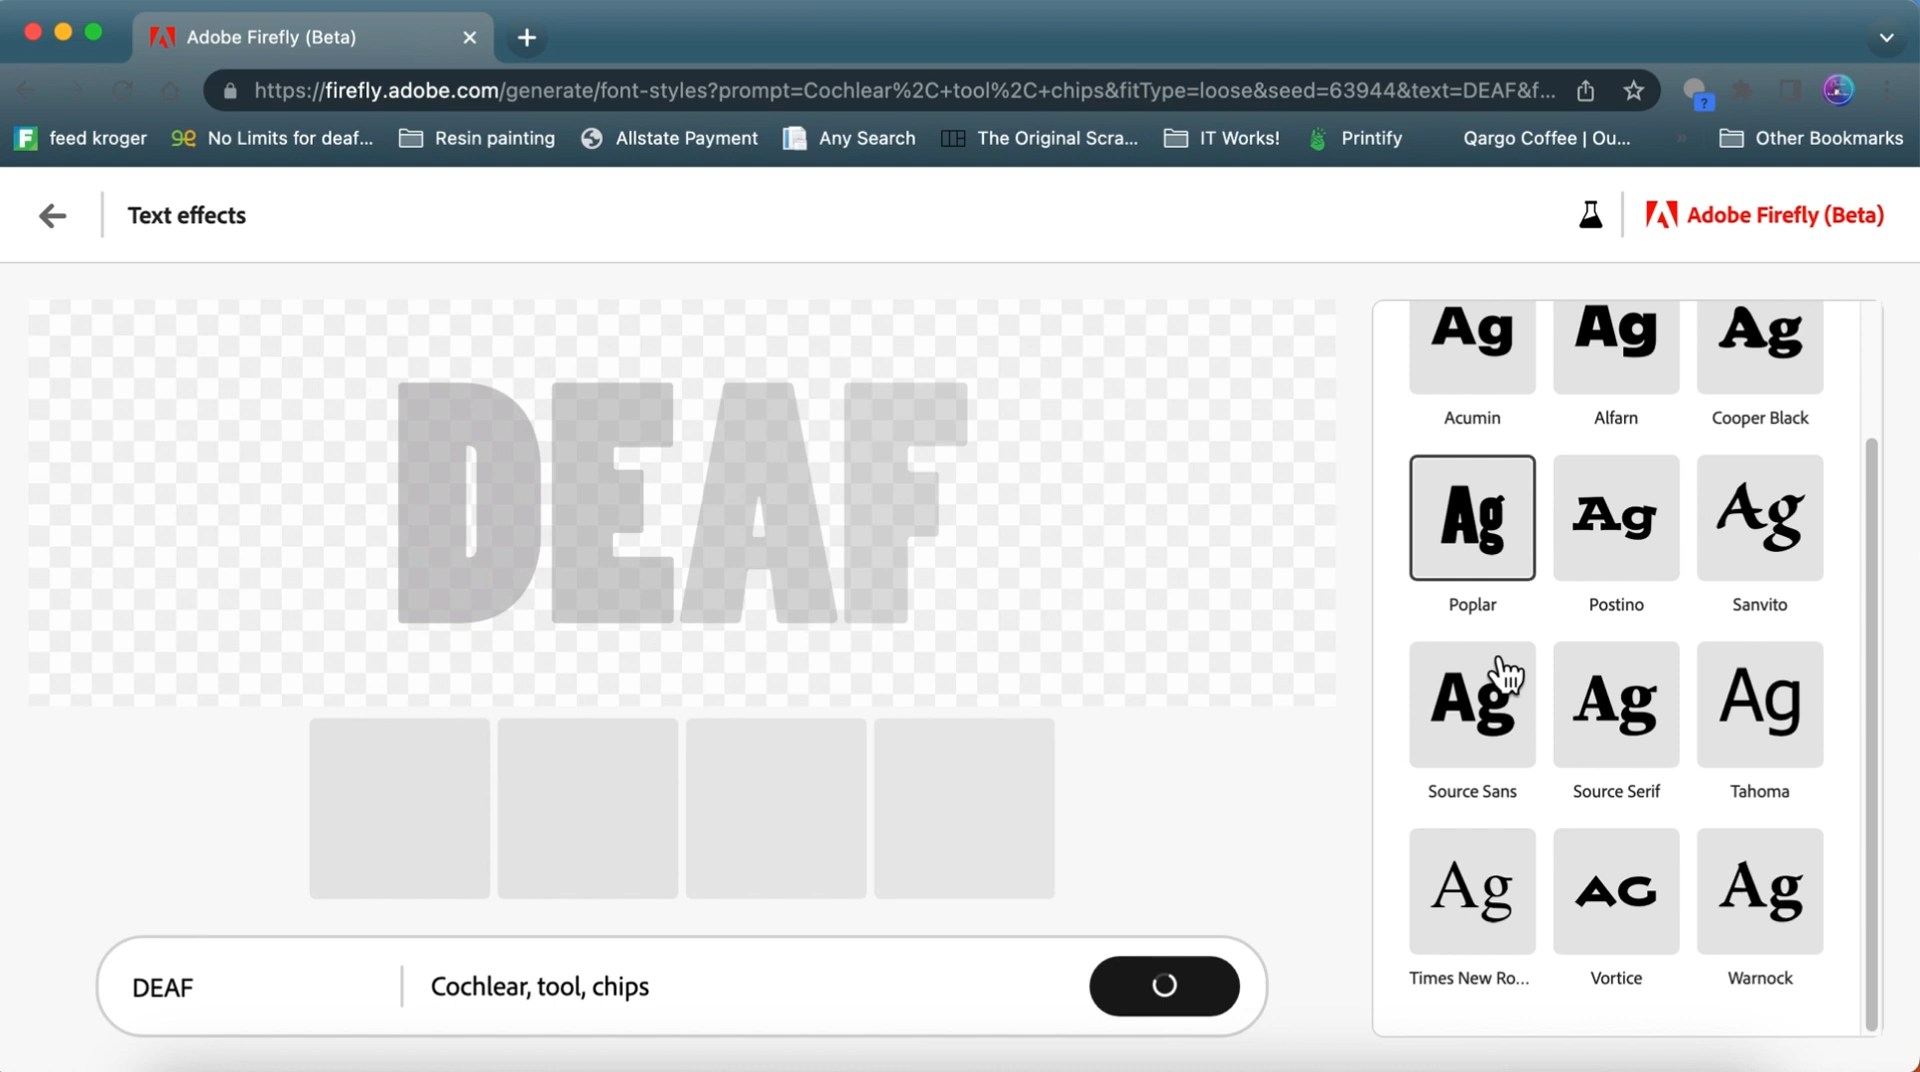 Adobe Firefly (Beta)
https://firefly.adobe.com/generate/font-styles?prompt=Cochlear%2C+tool%2C+chips&fitType=loose&seed=63944&text=DEAF&f...
?
feed kroger
No Limits for deaf...
Resin painting
Allstate Payment
Any Search
The Original Scra...
IT Works!
Printify
Qargo Coffee | Ou...
»
Other Bookmarks
Text effects
Adobe Firefly (Beta)
DEAF
Ag Ag Ag
Acumin Alfarn Cooper Black
Ag Ag Ag
Poplar Postino Sanvito
Ag Ag Ag
Source Sans Source Serif Tahoma
Ag AG Ag
Times New Ro... Vortice Warnock
DEAF
Cochlear, tool, chips